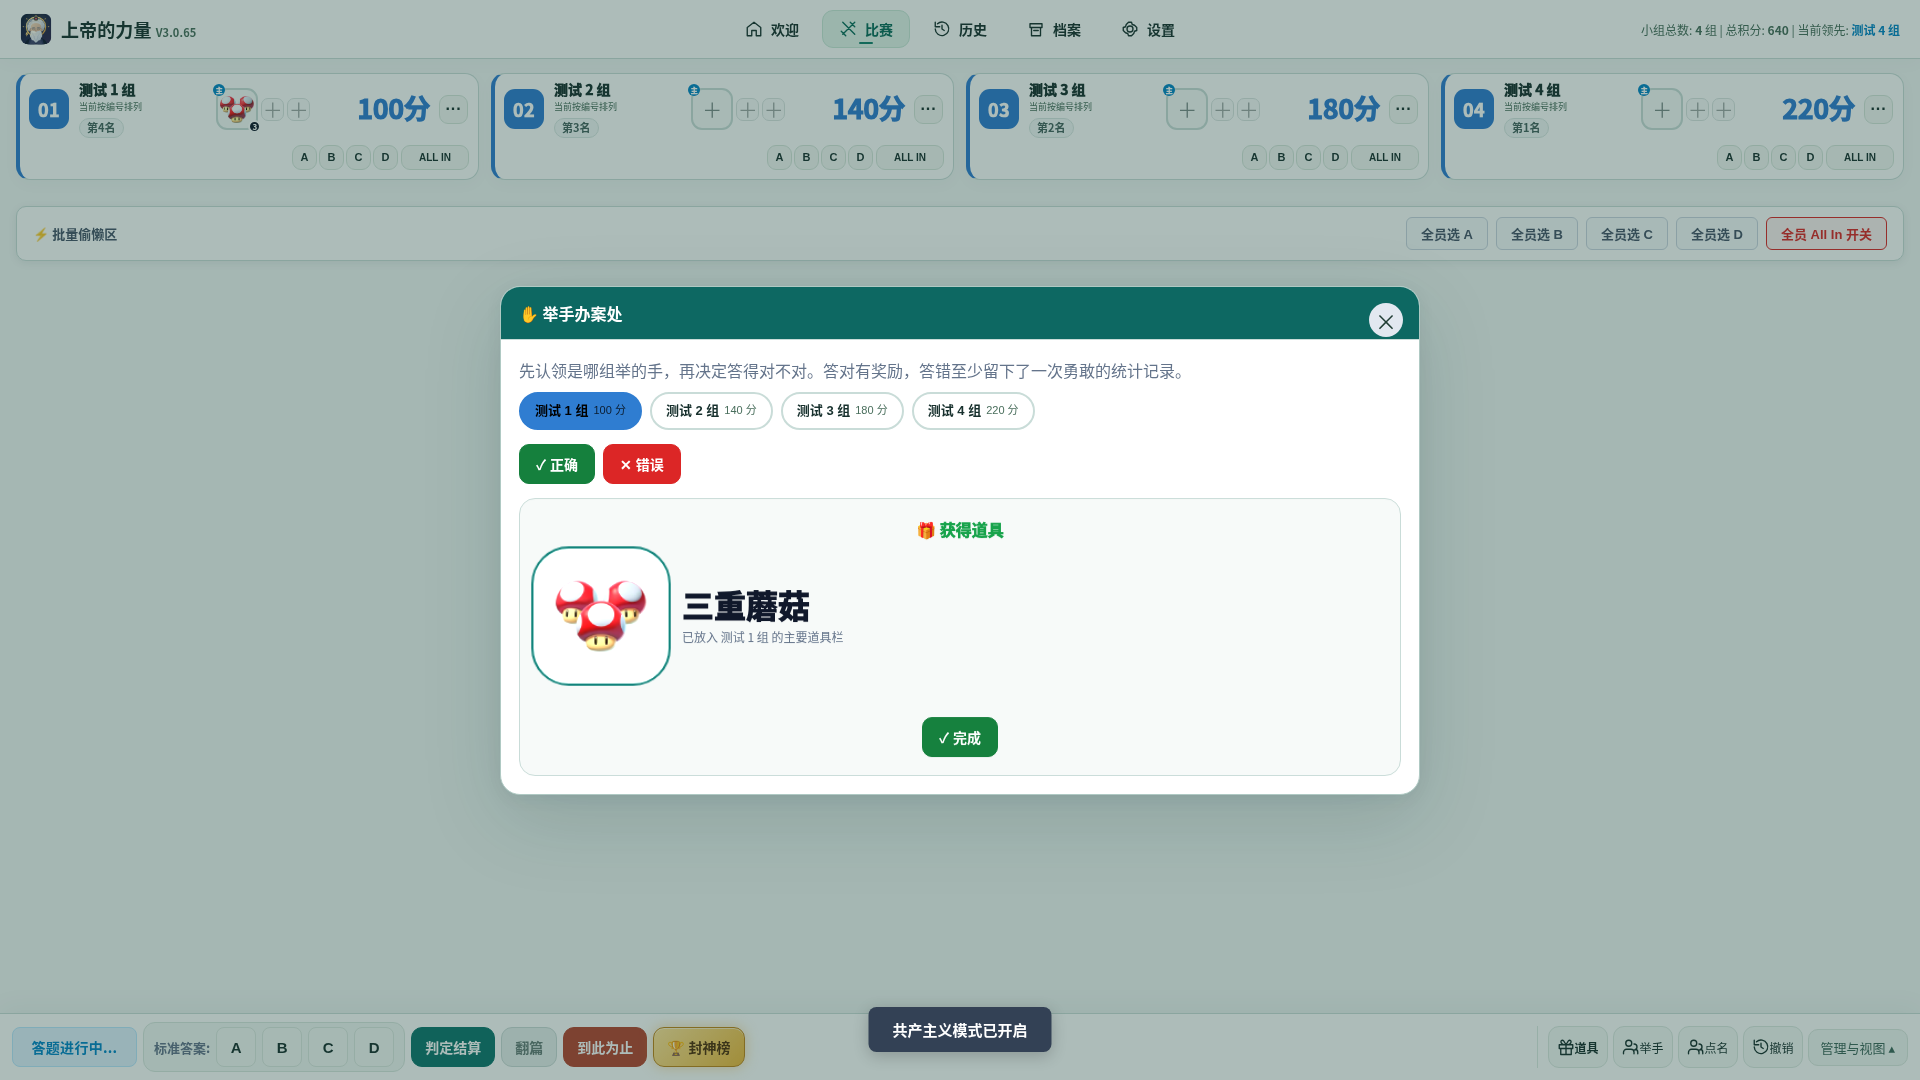 上帝的力量 V3.0.65
欢迎
比赛
历史
档案
设置
小组总数: 4 组 | 总积分: 640 | 当前领先: 测试 4 组
01
测试 1 组
当前按编号排列
第4名
主
3
100分
A B C D ALL IN
02
测试 2 组
当前按编号排列
第3名
主
140分
A B C D ALL IN
03
测试 3 组
当前按编号排列
第2名
主
180分
A B C D ALL IN
04
测试 4 组
当前按编号排列
第1名
主
220分
A B C D ALL IN
⚡ 批量偷懒区
全员选 A
全员选 B
全员选 C
全员选 D
全员 All In 开关
✋ 举手办案处
先认领是哪组举的手，再决定答得对不对。答对有奖励，答错至少留下了一次勇敢的统计记录。
测试 1 组 100 分
测试 2 组 140 分
测试 3 组 180 分
测试 4 组 220 分
✓ 正确
✕ 错误
🎁 获得道具
三重蘑菇
已放入 测试 1 组 的主要道具栏
✓ 完成
共产主义模式已开启
答题进行中...
标准答案: A B C D
判定结算
翻篇
到此为止
🏆 封神榜
道具
举手
点名
撤销
管理与视图 ▴